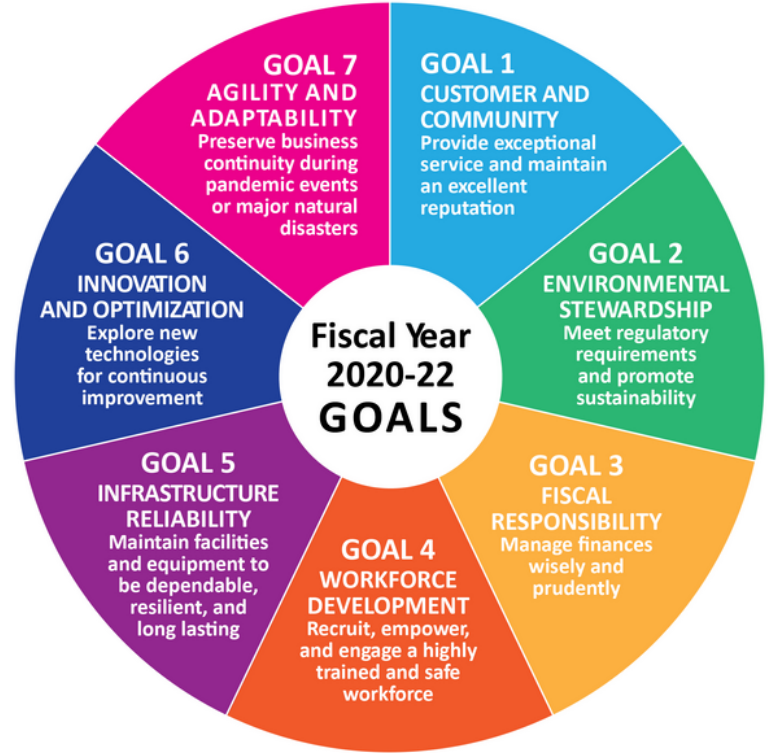 Fiscal Year
2020-22
GOALS
GOAL 1
CUSTOMER AND
COMMUNITY
Provide exceptional
service and maintain
an excellent
reputation
GOAL 2
ENVIRONMENTAL
STEWARDSHIP
Meet regulatory
requirements
and promote
sustainability
GOAL 3
FISCAL
RESPONSIBILITY
Manage finances
wisely and
prudently
GOAL 4
WORKFORCE
DEVELOPMENT
Recruit, empower,
and engage a highly
trained and safe
workforce
GOAL 5
INFRASTRUCTURE
RELIABILITY
Maintain facilities
and equipment to
be dependable,
resilient, and
long lasting
GOAL 6
INNOVATION
AND OPTIMIZATION
Explore new
technologies
for continuous
improvement
GOAL 7
AGILITY AND
ADAPTABILITY
Preserve business
continuity during
pandemic events
or major natural
disasters